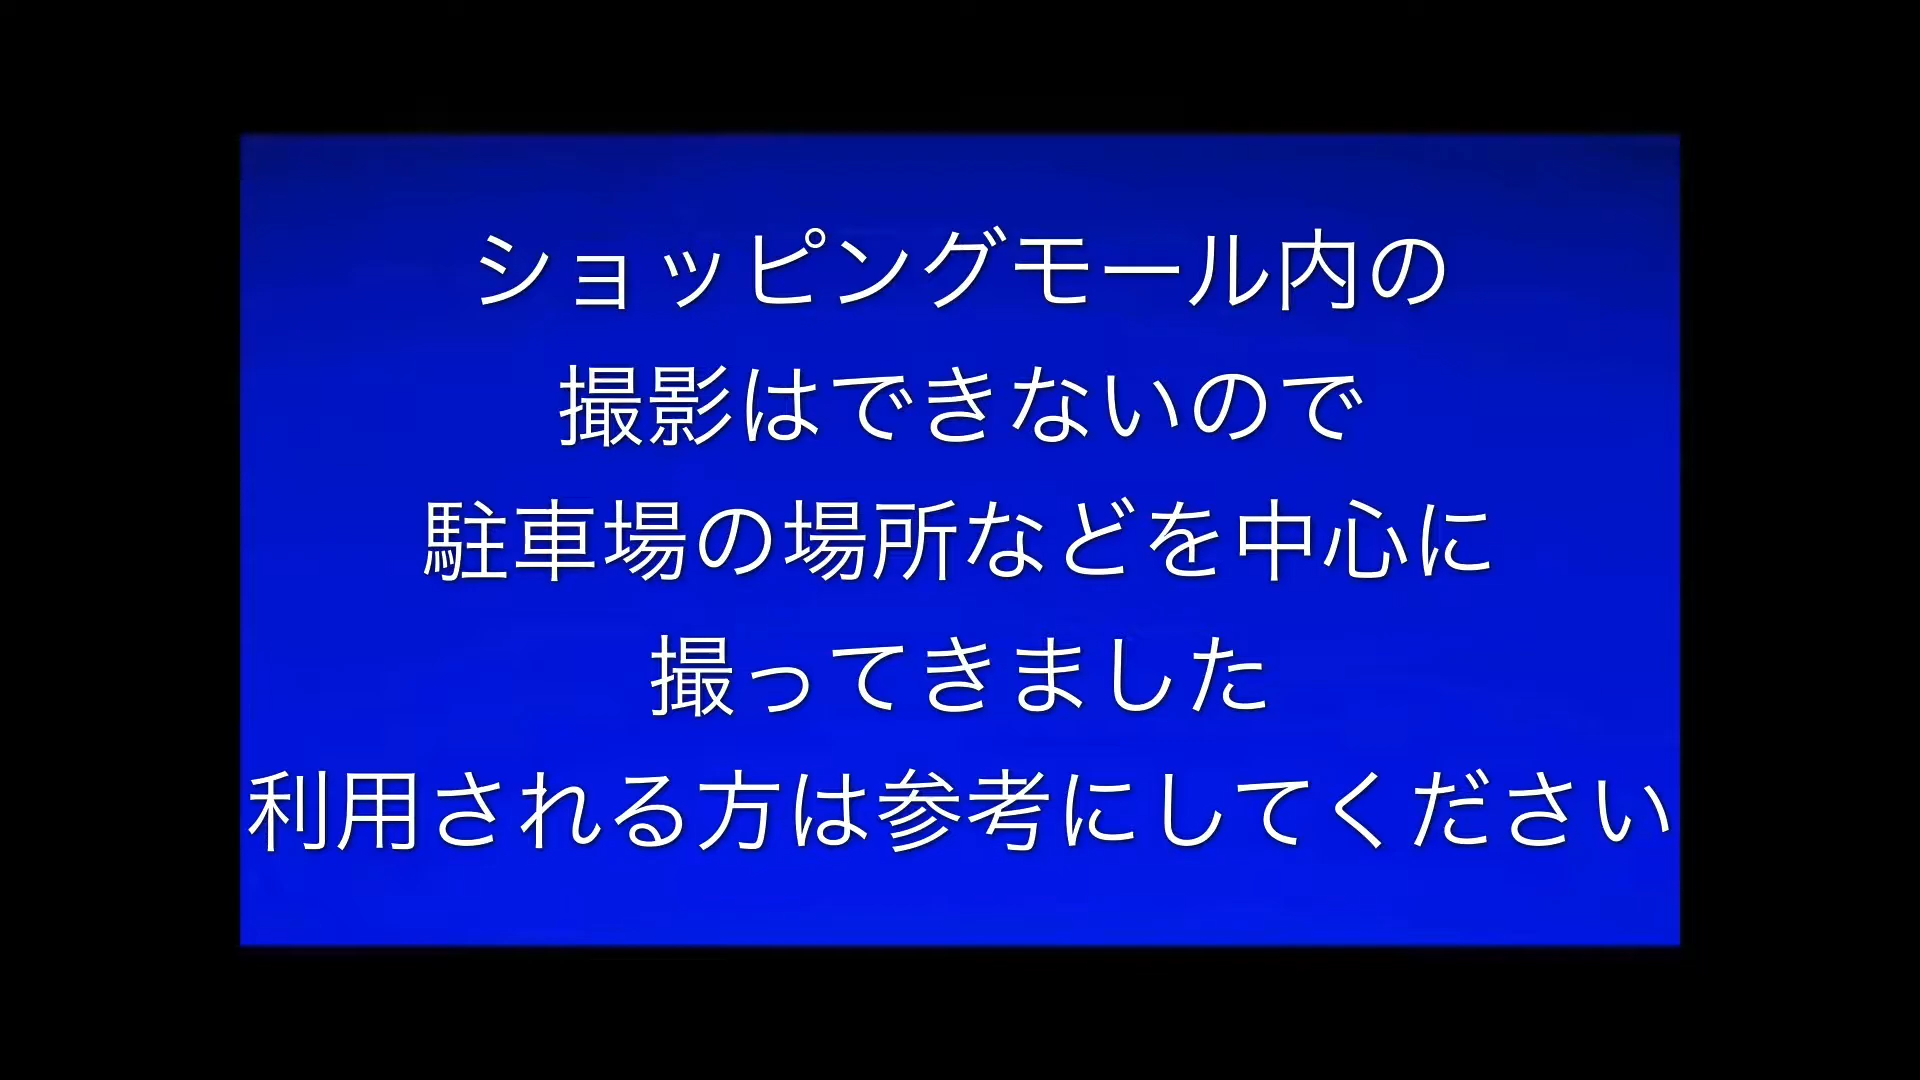 ショッピングモール内の
撮影はできないので
駐車場の場所などを中心に
撮ってきました
利用される方は参考にしてください